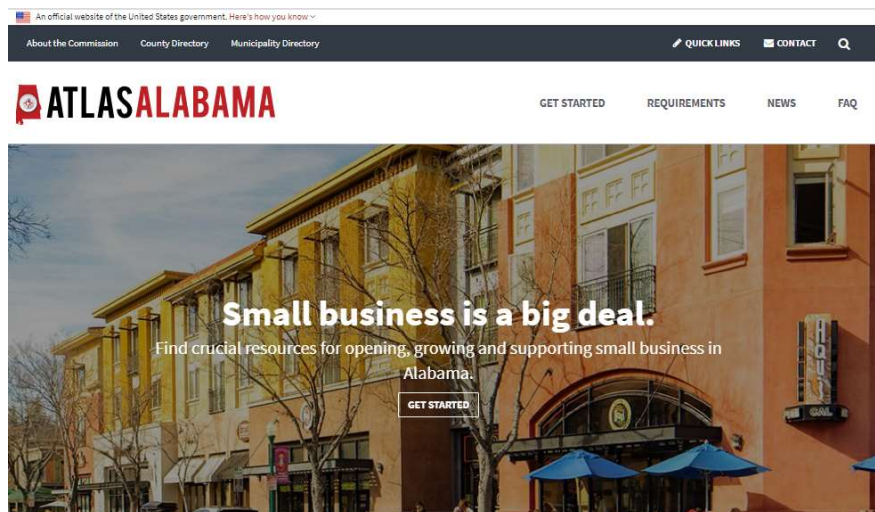 An official website of the United States government. Here's how you know
About the Commission County Directory Municipality Directory QUICK LINKS CONTACT
ATLASALABAMA GET STARTED REQUIREMENTS NEWS FAQ
Small business is a big deal.
Find crucial resources for opening, growing and supporting small business in
Alabama.
GET STARTED
AQUI
CAL